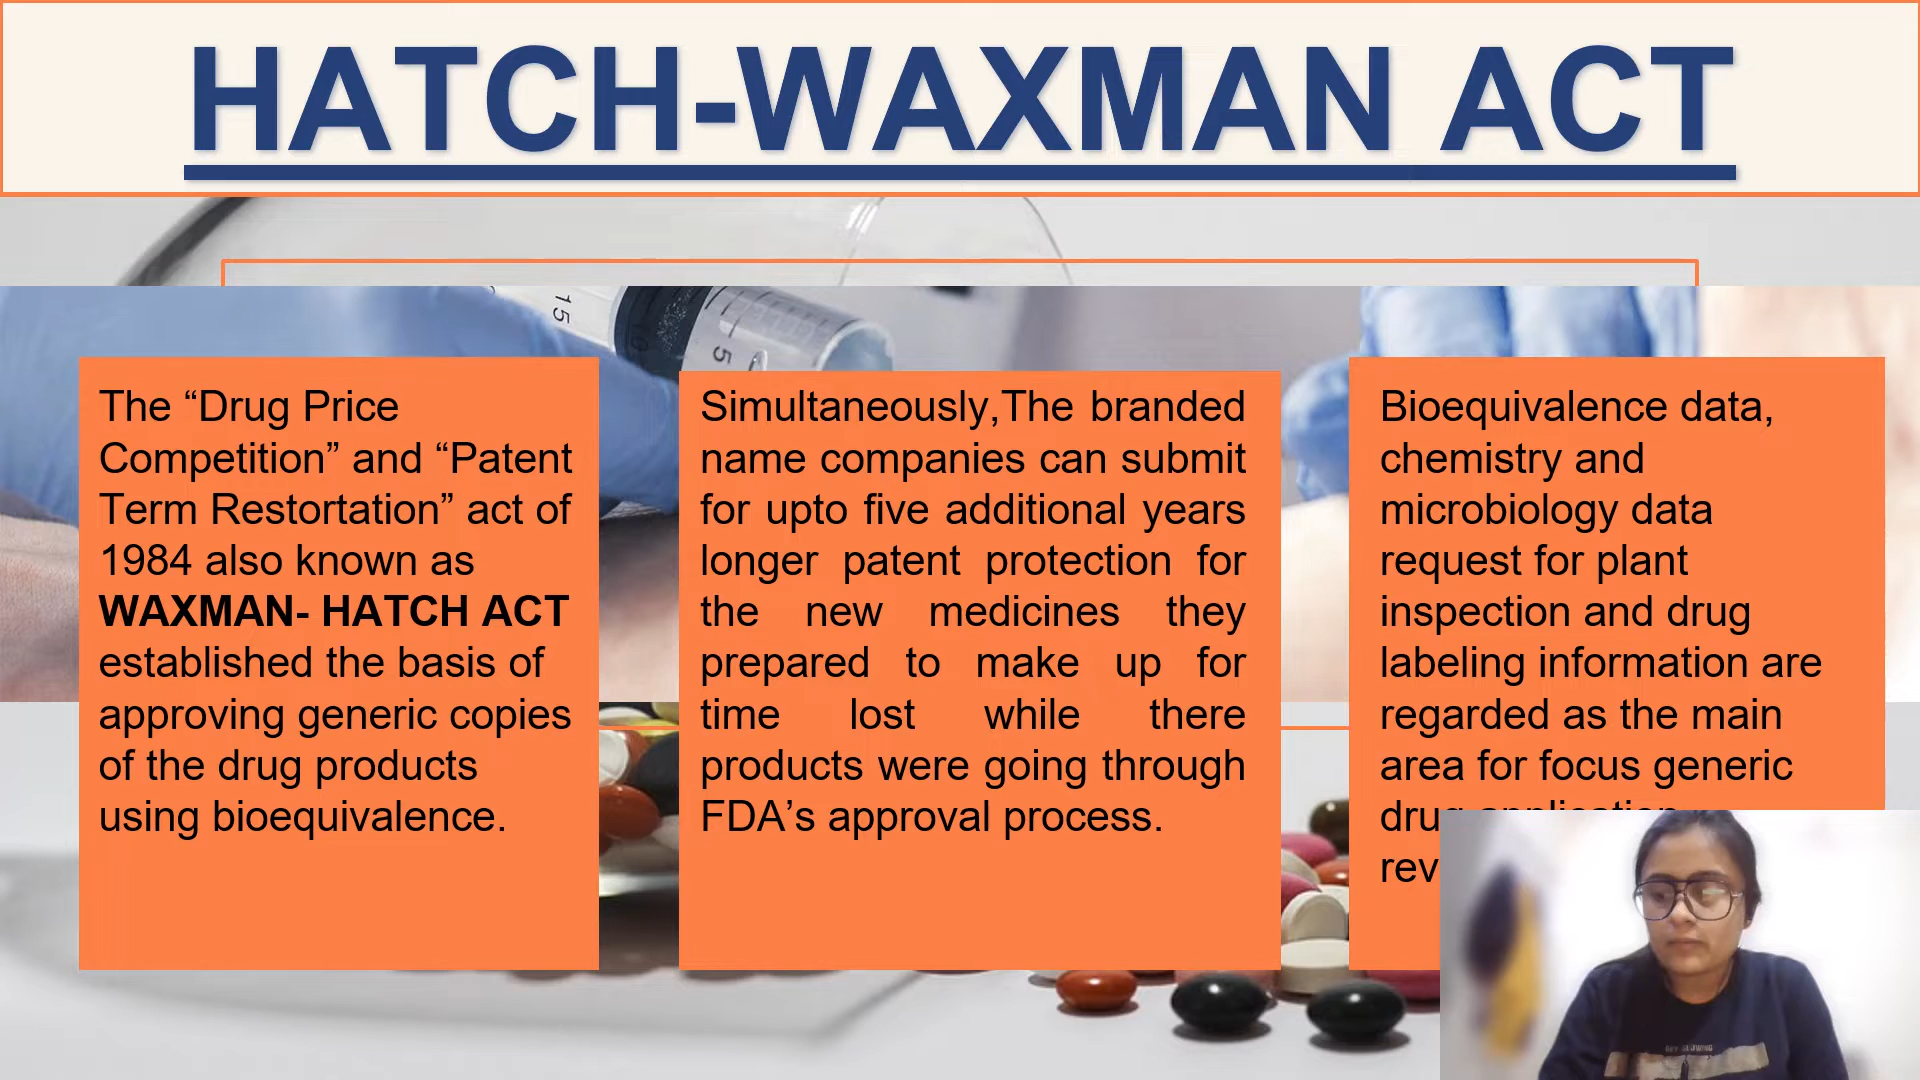 HATCH-WAXMAN ACT
15
5
The “Drug Price
Competition” and “Patent
Term Restortation” act of
1984 also known as
WAXMAN- HATCH ACT
established the basis of
approving generic copies
of the drug products
using bioequivalence.
Simultaneously,The branded
name companies can submit
for upto five additional years
longer patent protection for
the new medicines they
prepared to make up for
time lost while there
products were going through
FDA’s approval process.
Bioequivalence data,
chemistry and
microbiology data
request for plant
inspection and drug
labeling information are
regarded as the main
area for focus generic
drug application